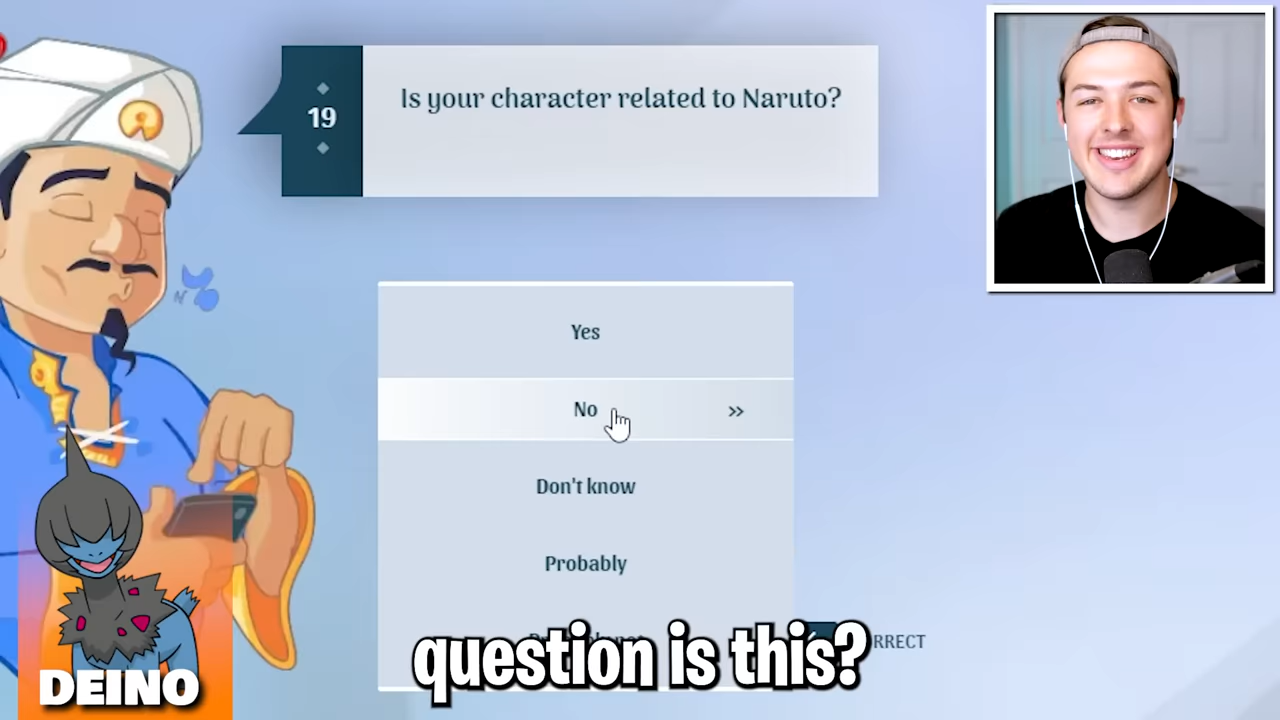 19
Is your character related to Naruto?
Yes
No
Don't know
Probably
RRECT
question is this?
DEINO